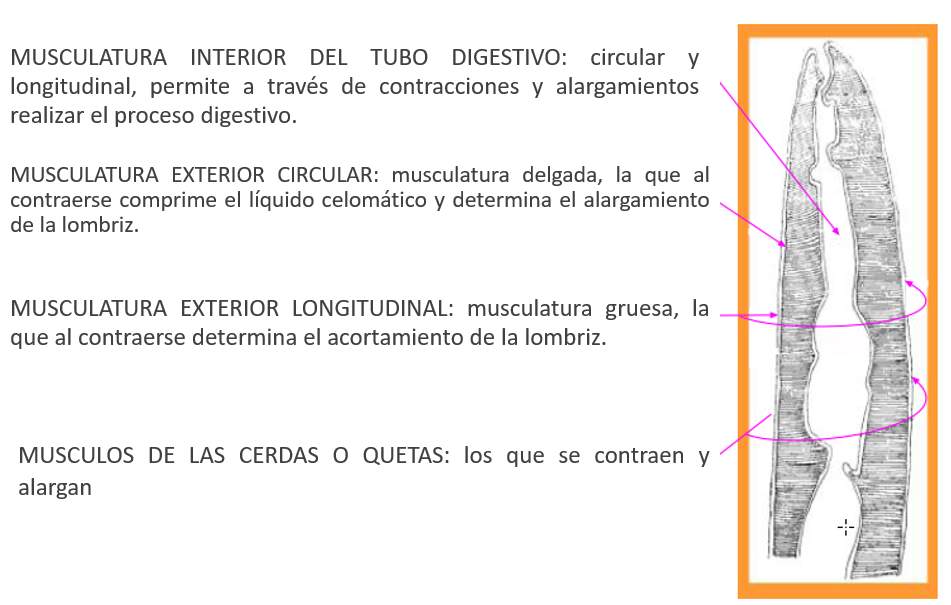 MUSCULATURA INTERIOR DEL TUBO DIGESTIVO: circular y
longitudinal, permite a través de contracciones y alargamientos
realizar el proceso digestivo.
MUSCULATURA EXTERIOR CIRCULAR: musculatura delgada, la que al
contraerse comprime el líquido celomático y determina el alargamiento
de la lombriz.
MUSCULATURA EXTERIOR LONGITUDINAL: musculatura gruesa, la
que al contraerse determina el acortamiento de la lombriz.
MUSCULOS DE LAS CERDAS O QUETAS: los que se contraen y
alargan